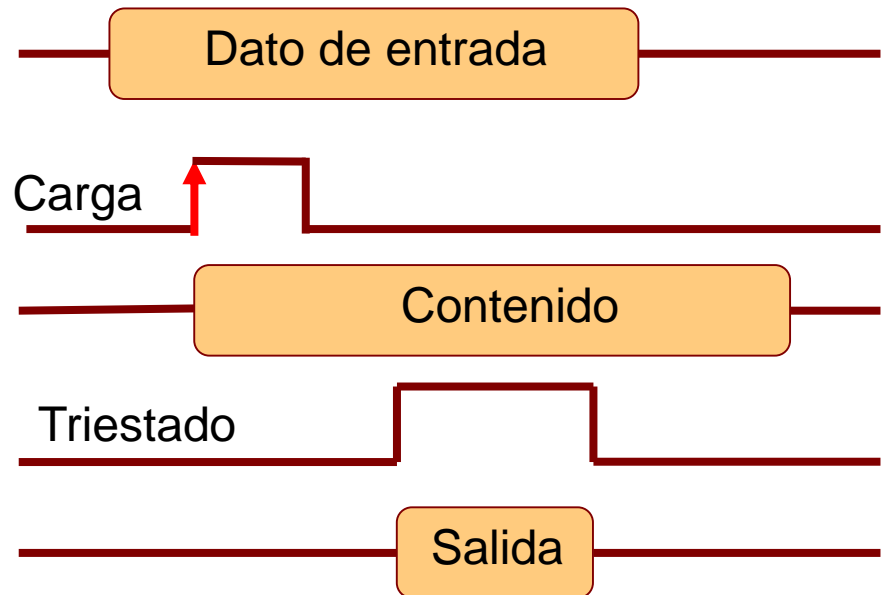 Dato de entrada
Carga
Contenido
Triestado
Salida